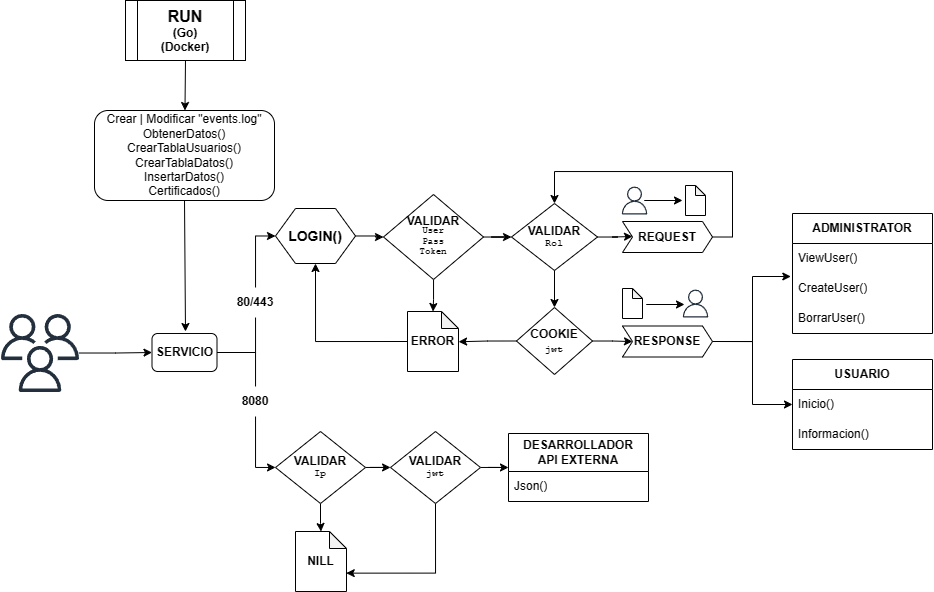 RUN
(Go)
(Docker)
Crear | Modificar "events.log"
ObtenerDatos()
CrearTablaUsuarios()
CrearTablaDatos()
InsertarDatos()
Certificados()
LOGIN()
VALIDAR
User
Pass
Token
VALIDAR
Rol
REQUEST
ADMINISTRATOR
ViewUser()
CreateUser()
BorrarUser()
80/443
SERVICIO
ERROR
COOKIE
jwt
RESPONSE
USUARIO
Inicio()
Informacion()
8080
VALIDAR
Ip
VALIDAR
jwt
DESARROLLADOR
API EXTERNA
Json()
NILL